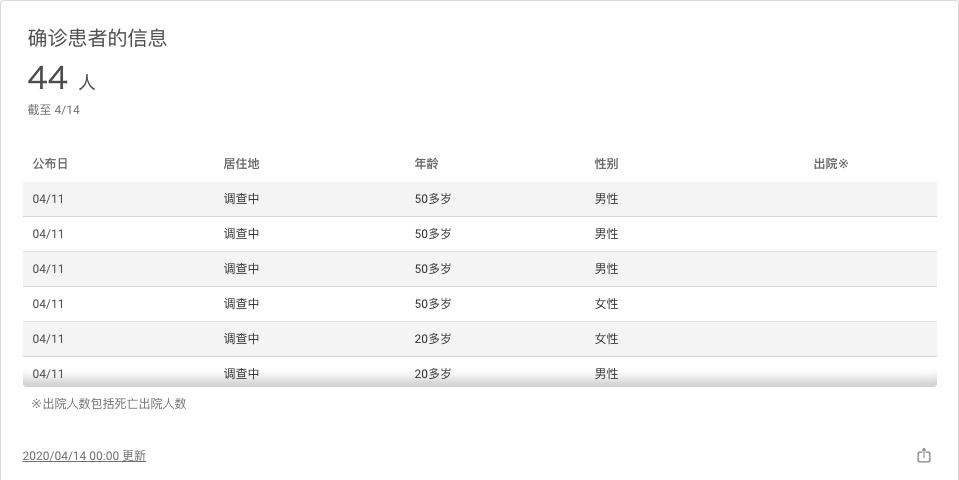 确诊患者的信息
44 人
截至 4/14
公布日 居住地 年龄 性别 出院※
04/11 调查中 50多岁 男性
04/11 调查中 50多岁 男性
04/11 调查中 50多岁 男性
04/11 调查中 50多岁 女性
04/11 调查中 20多岁 女性
04/11 调查中 20多岁 男性
※出院人数包括死亡出院人数
2020/04/14 00:00 更新